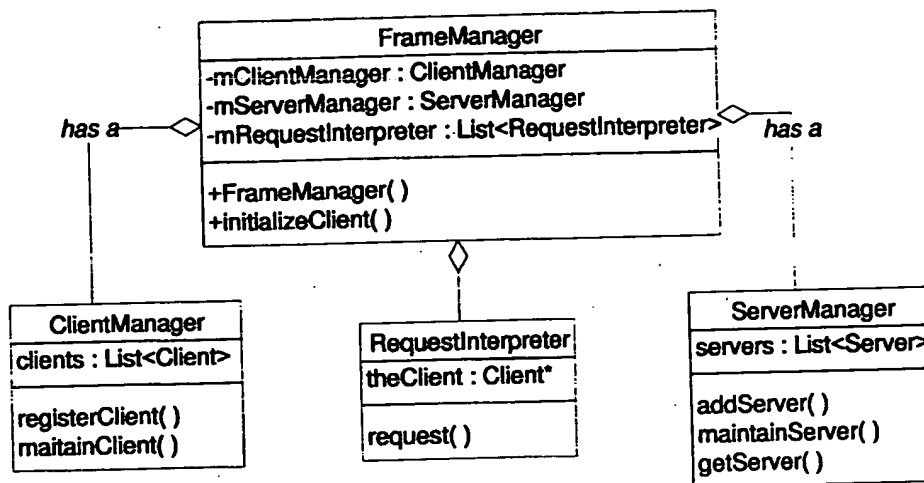 FrameManager
-mClientManager : ClientManager
-mServerManager : ServerManager
-mRequestInterpreter : List<RequestInterpreter>
+FrameManager( )
+initializeClient( )
has a
has a
ClientManager
clients : List<Client>
registerClient( )
maitainClient( )
RequestInterpreter
theClient : Client*
request( )
ServerManager
servers : List<Server>
addServer( )
maintainServer( )
getServer( )